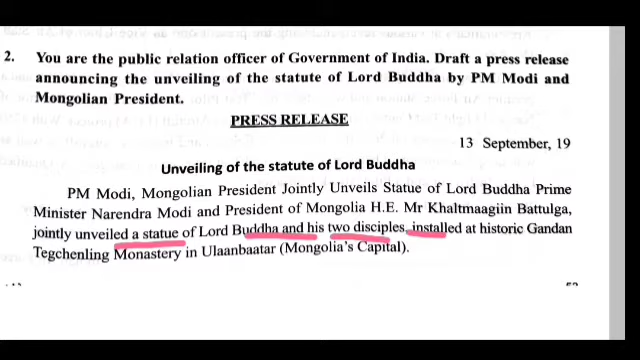 2. You are the public relation officer of Government of India. Draft a press release
announcing the unveiling of the statute of Lord Buddha by PM Modi and
Mongolian President.
PRESS RELEASE
13 September, 19
Unveiling of the statute of Lord Buddha
PM Modi, Mongolian President Jointly Unveils Statue of Lord Buddha Prime
Minister Narendra Modi and President of Mongolia H.E. Mr Khaltmaagiin Battulga,
jointly unveiled a statue of Lord Buddha and his two disciples, installed at historic Gandan
Tegchenling Monastery in Ulaanbaatar (Mongolia's Capital).